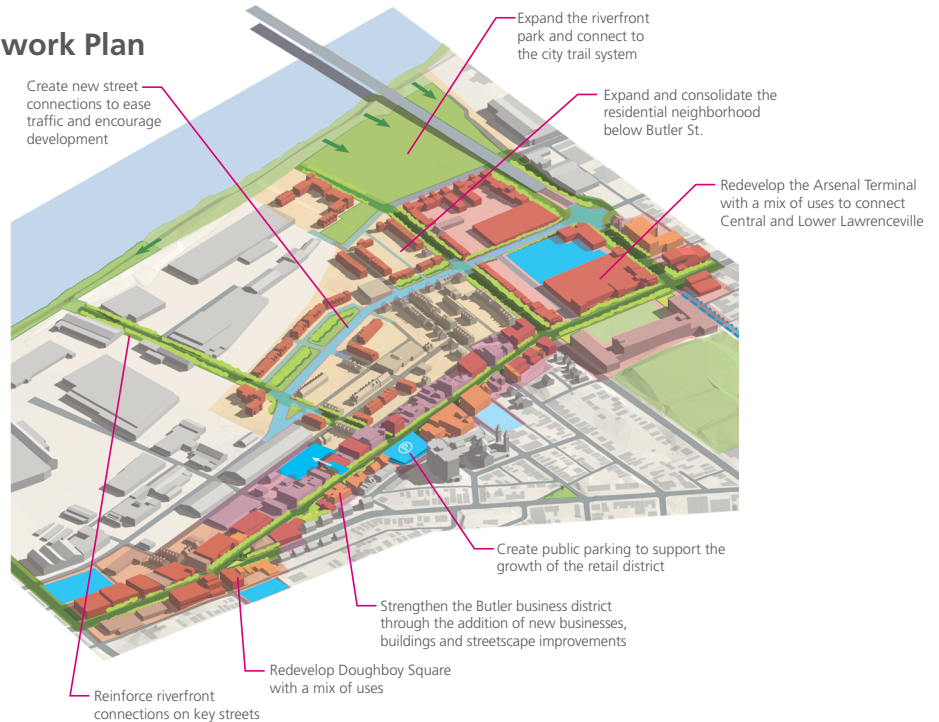 work Plan
Expand the riverfront
park and connect to
the city trail system
Create new street
connections to ease
traffic and encourage
development
Expand and consolidate the
residential neighborhood
below Butler St.
Redevelop the Arsenal Terminal
with a mix of uses to connect
Central and Lower Lawrenceville
P
Create public parking to support the
growth of the retail district
Strengthen the Butler business district
through the addition of new businesses,
buildings and streetscape improvements
Redevelop Doughboy Square
with a mix of uses
Reinforce riverfront
connections on key streets